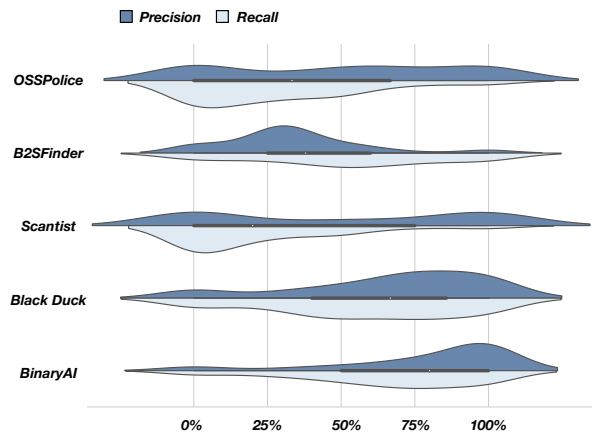 Precision Recall
OSSPolice
B2SFinder
Scantist
Black Duck
BinaryAI
0% 25% 50% 75% 100%